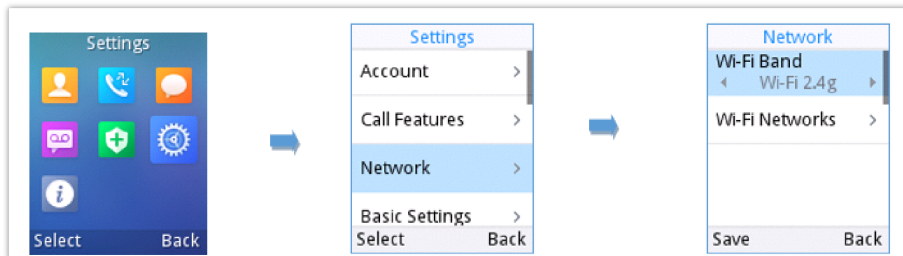 Settings
Select Back
Settings
Account
Call Features
Network
Basic Settings
Select Back
Network
Wi-Fi Band
Wi-Fi 2.4g
Wi-Fi Networks
Save Back